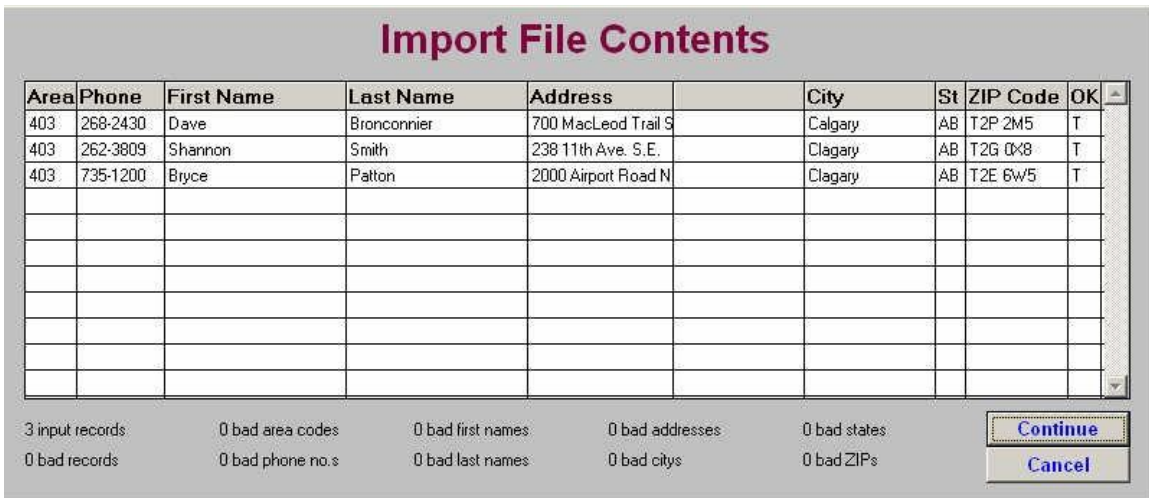 Import File Contents
Area Phone First Name Last Name Address City St ZIP Code OK
403 268-2430 Dave Bronconnier 700 MacLeod Trail S Calgary AB T2P 2M5 T
403 262-3809 Shannon Smith 238 11th Ave. S.E. Clagary AB T2G 0X8 T
403 735-1200 Bryce Patton 2000 Airport Road N Clagary AB T2E 6W5 T
3 input records 0 bad area codes 0 bad first names 0 bad addresses 0 bad states Continue
0 bad records 0 bad phone no.s 0 bad last names 0 bad citys 0 bad ZIPs Cancel